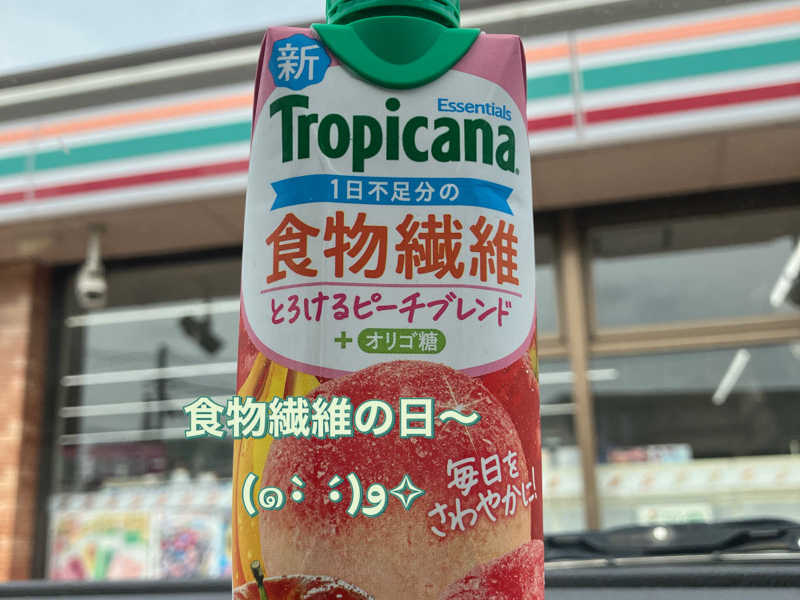 新
Essentials
Tropicana
1日不足分の
食物繊維
とろけるピーチブレンド
+ オリゴ糖
食物繊維の日〜
毎日を
さわやかに!